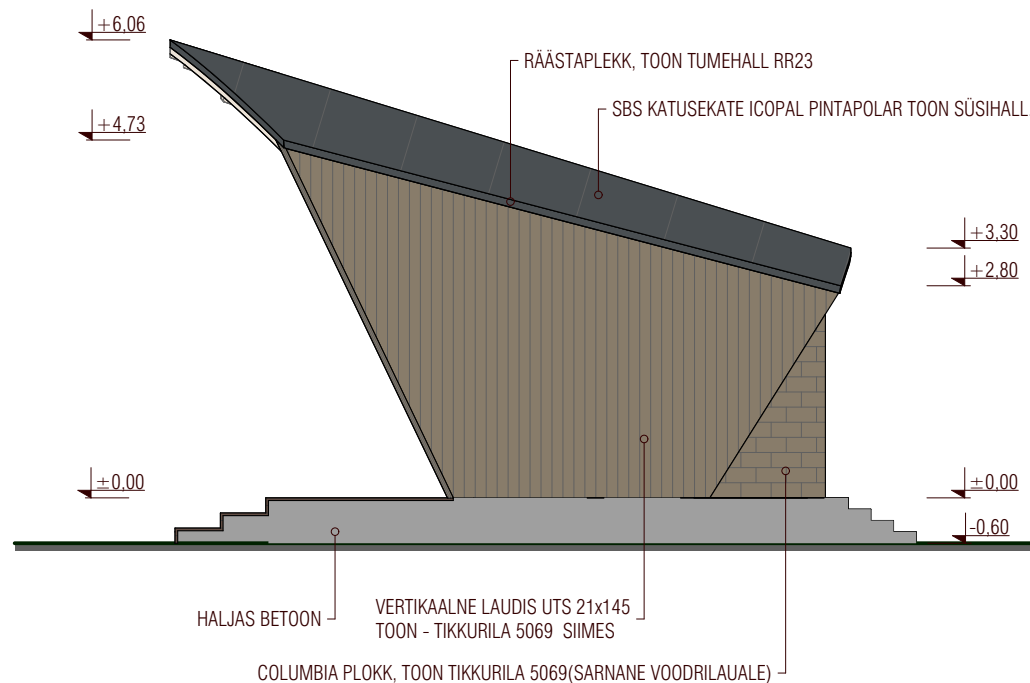 +6,06
RÄÄSTAPLEKK, TOON TUMEHALL RR23
SBS KATUSEKATE ICOPAL PINTAPOLAR TOON SÜSIHALL
+4,73
+3,30
+2,80
±0,00
±0,00
-0,60
HALJAS BETOON
VERTIKAALNE LAUDIS UTS 21x145
TOON - TIKKURILA 5069 SIIMES
COLUMBIA PLOKK, TOON TIKKURILA 5069(SARNANE VOODRILAUALE)